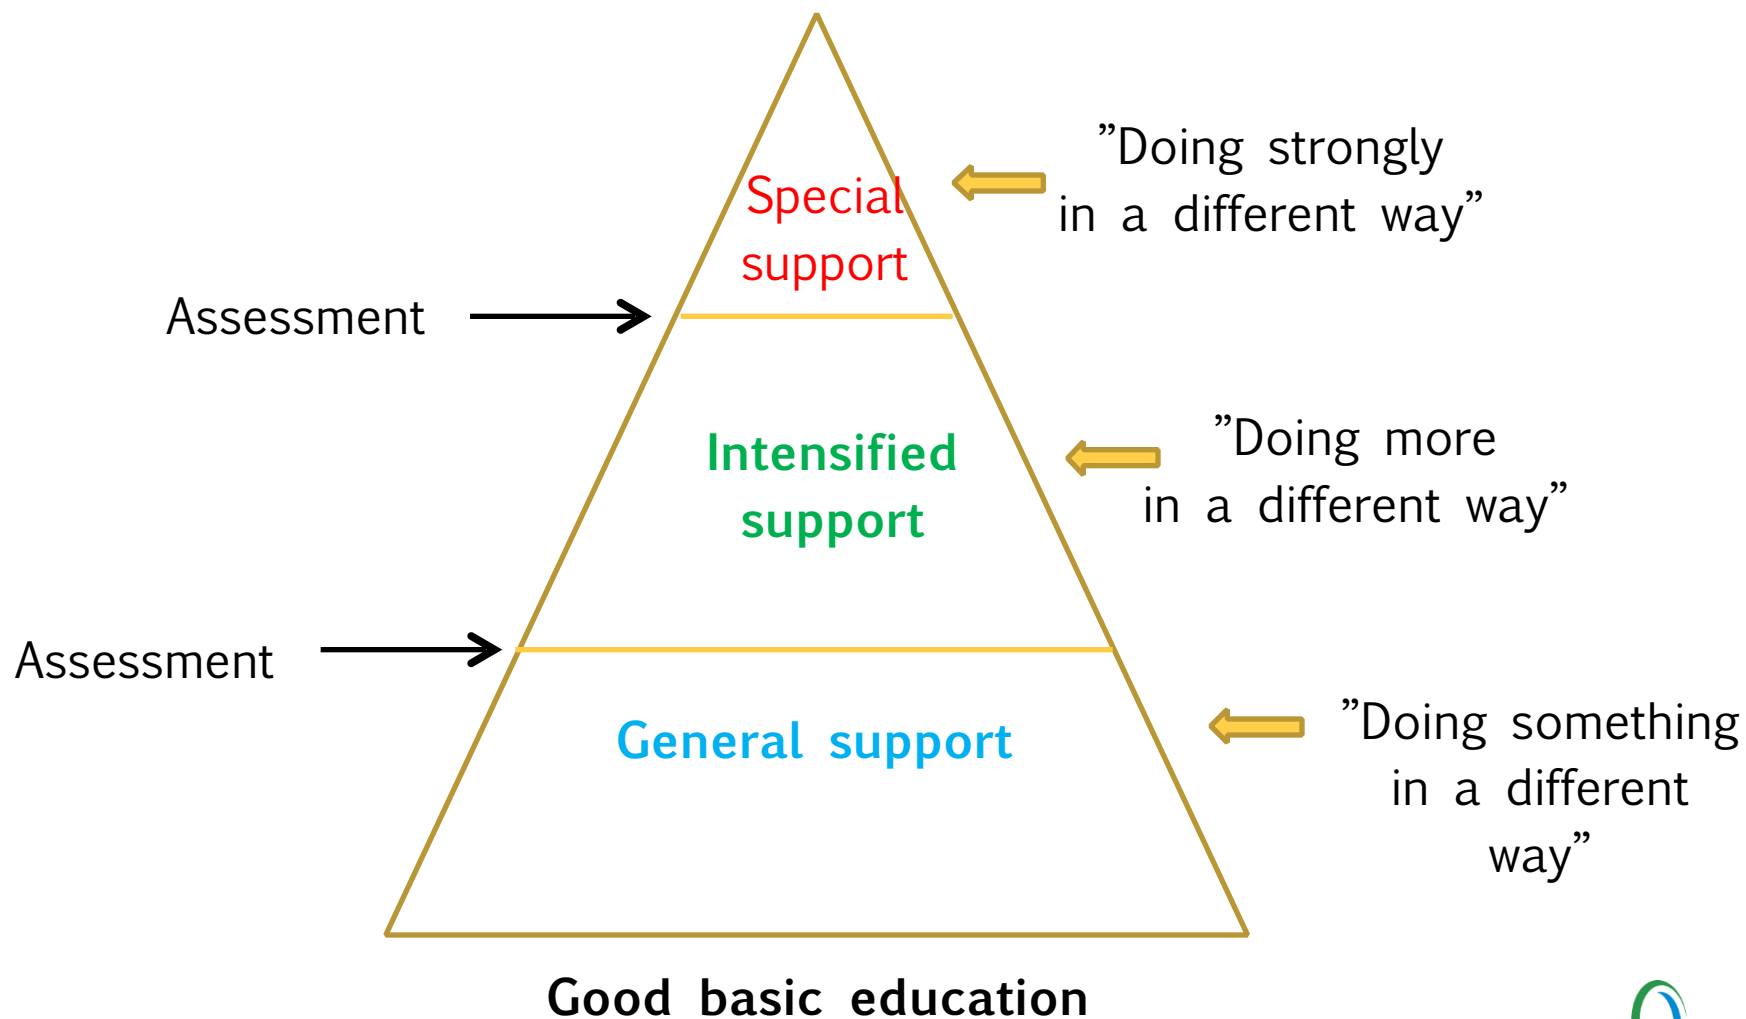 ”Doing strongly
in a different way”
Special
support
Assessment
”Doing more
in a different way”
Intensified
support
Assessment
”Doing something
in a different
way”
General support
Good basic education